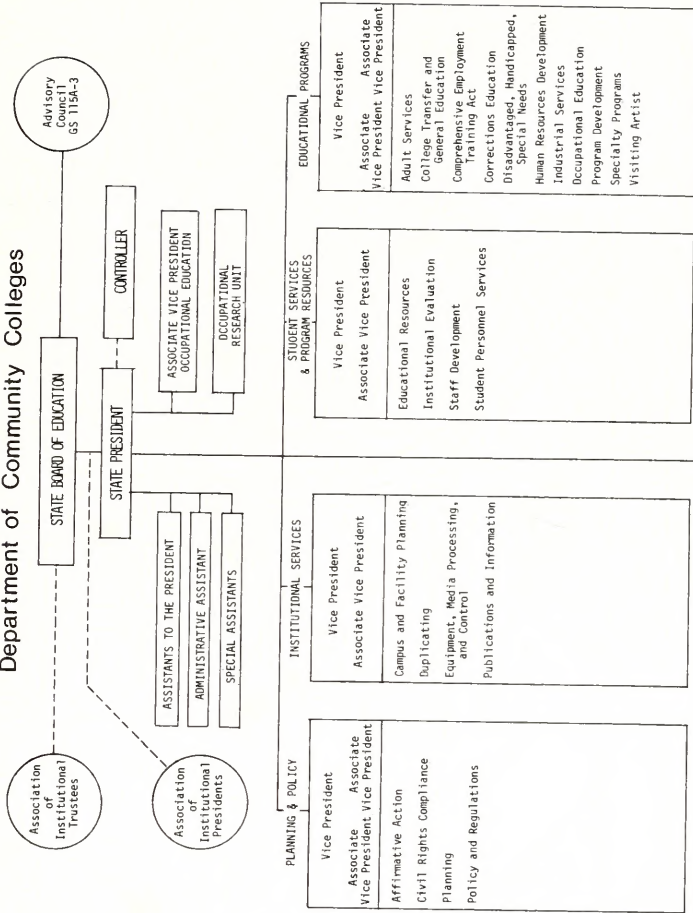 Department of Community Colleges
Advisory
Council
GS 115A-3
STATE BOARD OF EDUCATION
CONTROLLER
STATE PRESIDENT
Association
of
Institutional
Trustees
Association
of
Institutional
Presidents
ASSISTANTS TO THE PRESIDENT
ADMINISTRATIVE ASSISTANT
SPECIAL ASSISTANTS
ASSOCIATE VICE PRESIDENT
OCCUPATIONAL EDUCATION
OCCUPATIONAL
RESEARCH UNIT
PLANNING & POLICY
Vice President
Associate Associate
Vice President Vice President
Affirmative Action
Civil Rights Compliance
Planning
Policy and Regulations
INSTITUTIONAL SERVICES
Vice President
Associate Vice President
Campus and Facility Planning
Duplicating
Equipment, Media Processing,
and Control
Publications and Information
STUDENT SERVICES
& PROGRAM RESOURCES
Vice President
Associate Vice President
Educational Resources
Institutional Evaluation
Staff Development
Student Personnel Services
EDUCATIONAL PROGRAMS
Vice President
Associate Associate
Vice President Vice President
Adult Services
College Transfer and
General Education
Comprehensive Employment
Training Act
Corrections Education
Disadvantaged, Handicapped,
Special Needs
Human Resources Development
Industrial Services
Occupational Education
Program Development
Specialty Programs
Visiting Artist